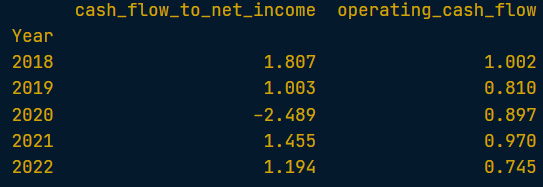 cash_flow_to_net_income operating_cash_flow
Year
2018 1.807 1.002
2019 1.003 0.810
2020 -2.489 0.897
2021 1.455 0.970
2022 1.194 0.745